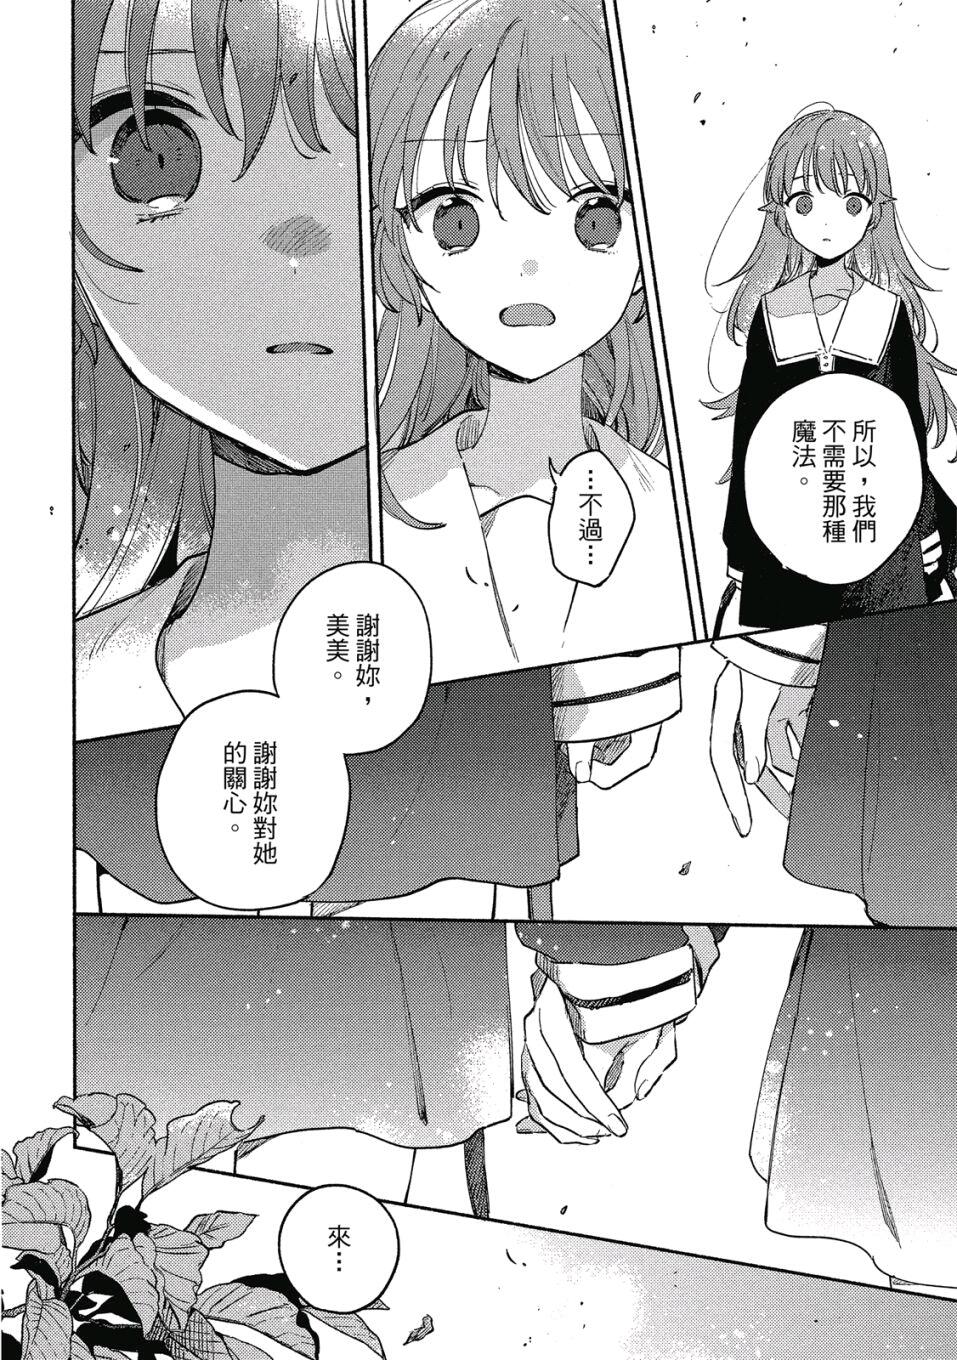 所以，我們
不需要那種
魔法。
…不過…
謝謝妳，
美美。
謝謝妳對她
的關心。
來…